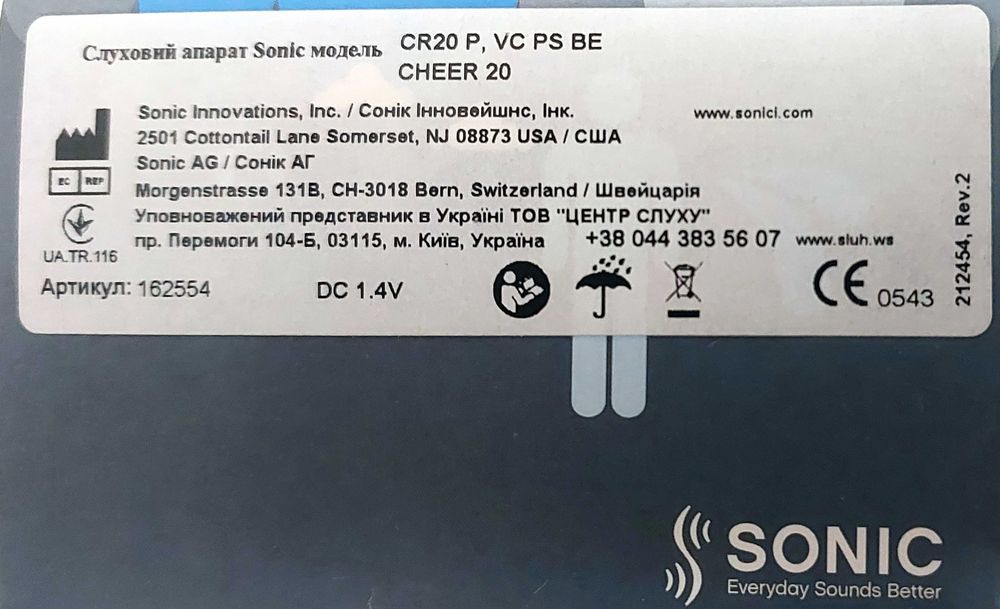 Слуховий апарат Sonic модель CR20 P, VC PS BE
CHEER 20
Sonic Innovations, Inc. / Сонік Інновейшнс, Інк. www.sonici.com
2501 Cottontail Lane Somerset, NJ 08873 USA / США
Sonic AG / Сонік АГ
EC REP
Morgenstrasse 131B, CH-3018 Bern, Switzerland / Швейцарія
Уповноважений представник в Україні ТОВ "ЦЕНТР СЛУХУ"
пр. Перемоги 104-Б, 03115, м. Київ, Україна +38 044 383 56 07 www.sluh.ws
UA.TR.116
Артикул: 162554 DC 1.4V CE 0543
212454, Rev.2
SONIC
Everyday Sounds Better